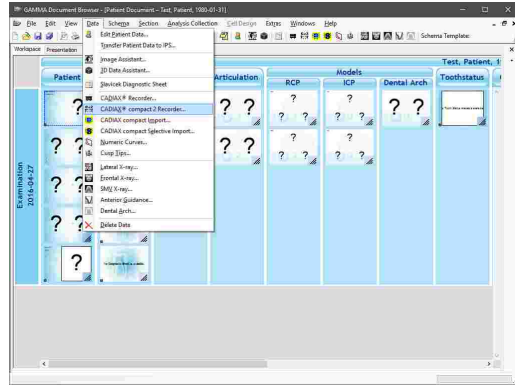 GAMMA Document Browser - [Patient Document - Test, Patient, 1980-01-31]
File Edit View Data Schema Section Analysis Collection Cell Design Extras Windows Help
Schema Template:
Workspace Presentation
Edit Patient Data...
Transfer Patient Data to IPS...
Image Assistant...
3D Data Assistant...
Slavicek Diagnostic Sheet
CADIAX® Recorder...
CADIAX® compact 2 Recorder...
CADIAX compact Import...
CADIAX compact Selective Import...
Numeric Curves...
Cusp Tips...
Lateral X-ray...
Frontal X-ray...
SMV X-ray...
Anterior Guidance...
Dental Arch...
Delete Data
Test, Patient, 1
Patient
Articulation
Models
RCP
ICP
Dental Arch
Toothstatus
Examination
2016-04-27
? ? ? ? ? ?
? ? ? ?
? ? ? ?
? ? ? ?
? ?
?